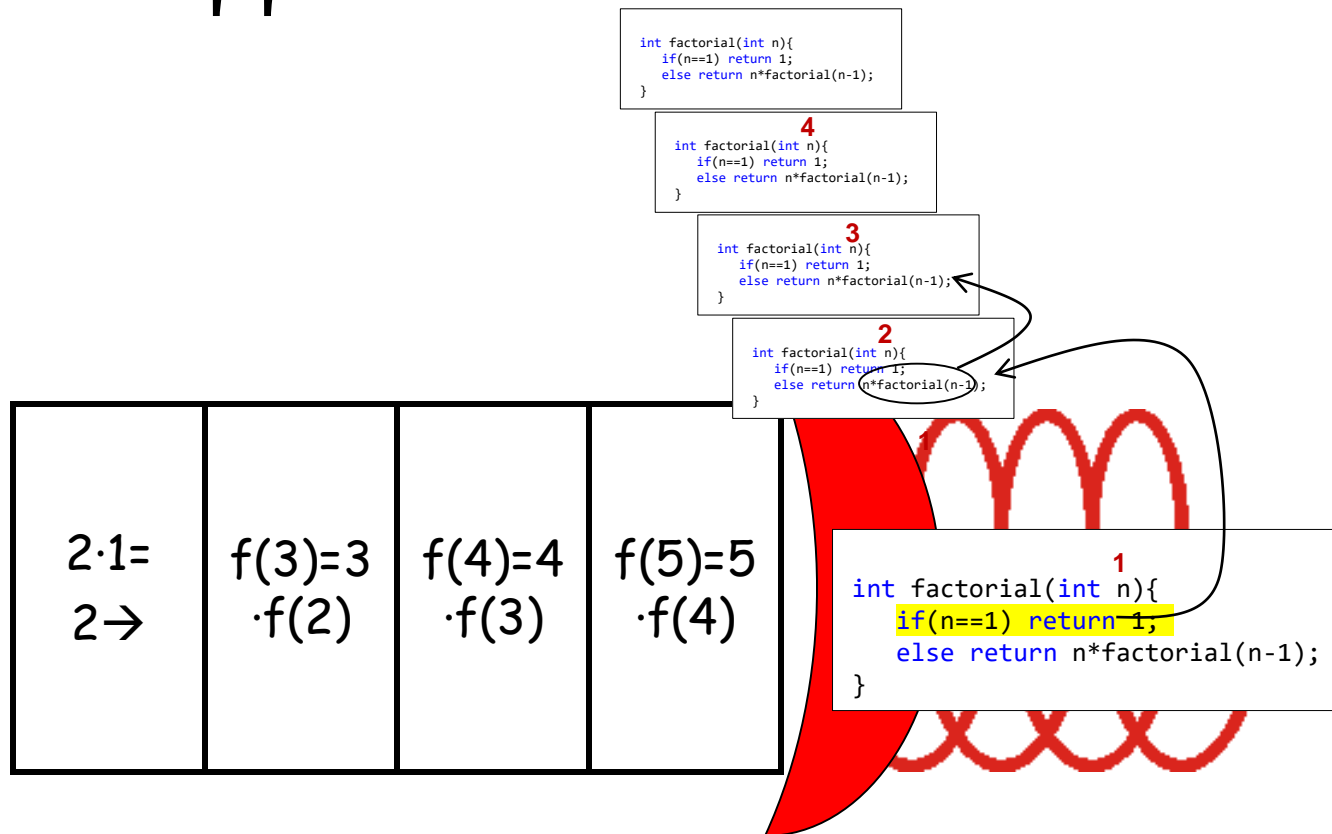 int factorial(int n){
if(n==1) return 1;
else return n*factorial(n-1);
}
4
int factorial(int n){
if(n==1) return 1;
else return n*factorial(n-1);
}
3
int factorial(int n){
if(n==1) return 1;
else return n*factorial(n-1);
}
2
int factorial(int n){
if(n==1) return 1;
else return n*factorial(n-1);
}
1
2·1=
2→
f(3)=3
·f(2)
f(4)=4
·f(3)
f(5)=5
·f(4)
1
int factorial(int n){
if(n==1) return 1;
else return n*factorial(n-1);
}